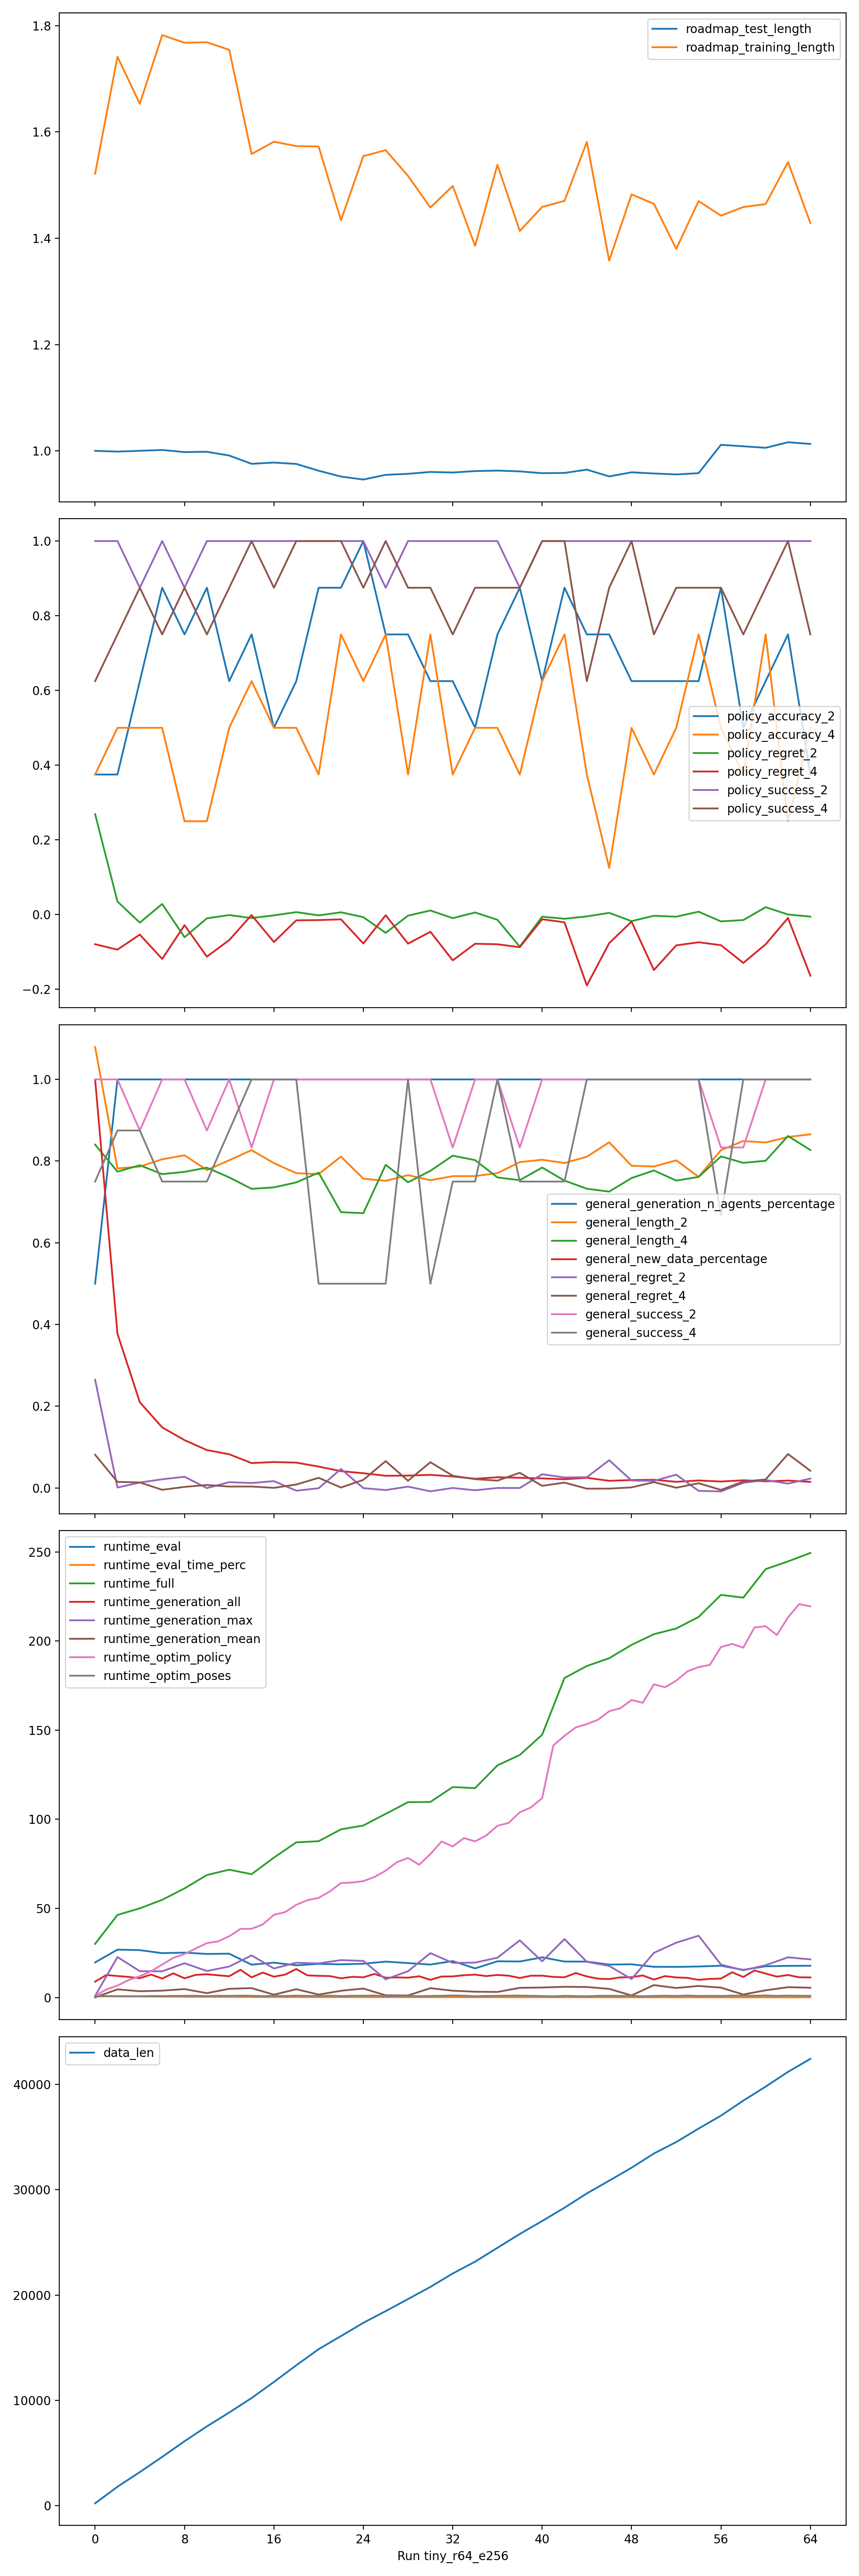 1.8
1.6
1.4
1.2
1.0
roadmap_test_length
roadmap_training_length
1.0
0.8
0.6
0.4
0.2
0.0
−0.2
policy_accuracy_2
policy_accuracy_4
policy_regret_2
policy_regret_4
policy_success_2
policy_success_4
1.0
0.8
0.6
0.4
0.2
0.0
general_generation_n_agents_percentage
general_length_2
general_length_4
general_new_data_percentage
general_regret_2
general_regret_4
general_success_2
general_success_4
250
200
150
100
50
0
runtime_eval
runtime_eval_time_perc
runtime_full
runtime_generation_all
runtime_generation_max
runtime_generation_mean
runtime_optim_policy
runtime_optim_poses
40000
30000
20000
10000
0
data_len
0 8 16 24 32 40 48 56 64
Run tiny_r64_e256